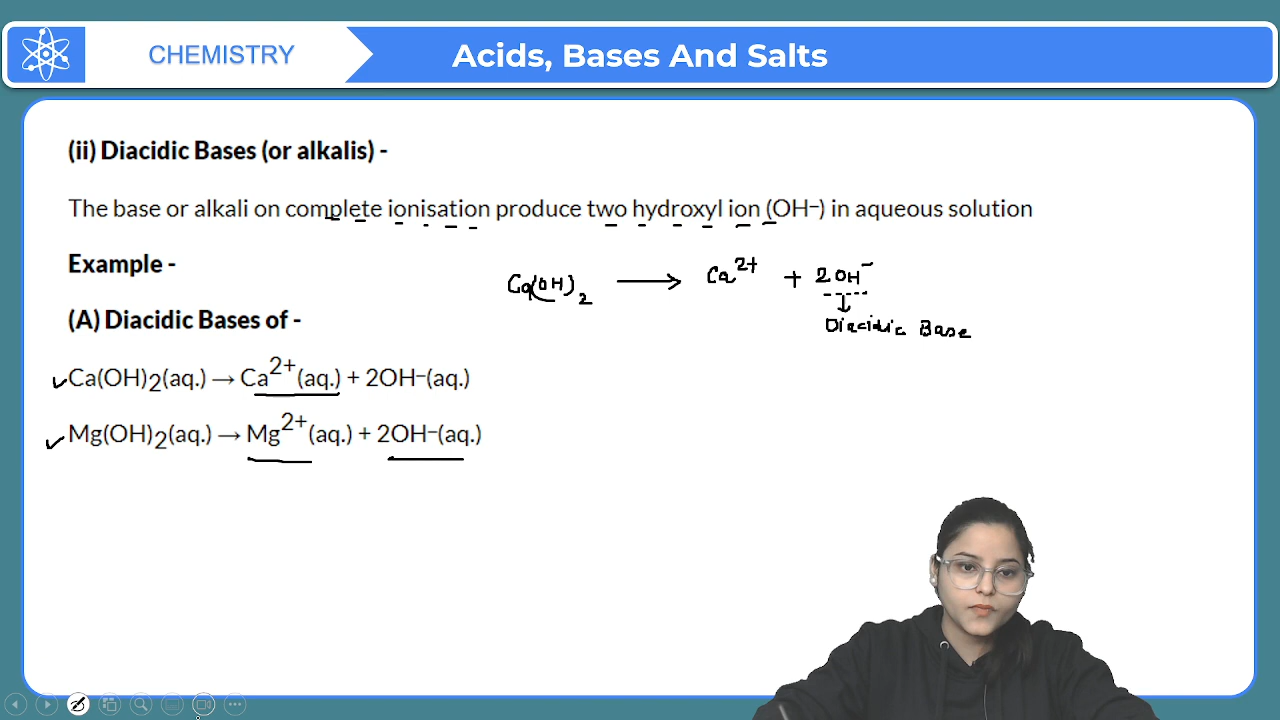 CHEMISTRY
Acids, Bases And Salts
(ii) Diacidic Bases (or alkalis) -
The base or alkali on complete ionisation produce two hydroxyl ion (OH–) in aqueous solution
Example -
Ca(OH)₂ ⟶ Ca²⁺ + 2OH⁻
↓
Diacidic Base
(A) Diacidic Bases of -
✓Ca(OH)₂(aq.) → Ca²⁺(aq.) + 2OH–(aq.)
✓Mg(OH)₂(aq.) → Mg²⁺(aq.) + 2OH–(aq.)